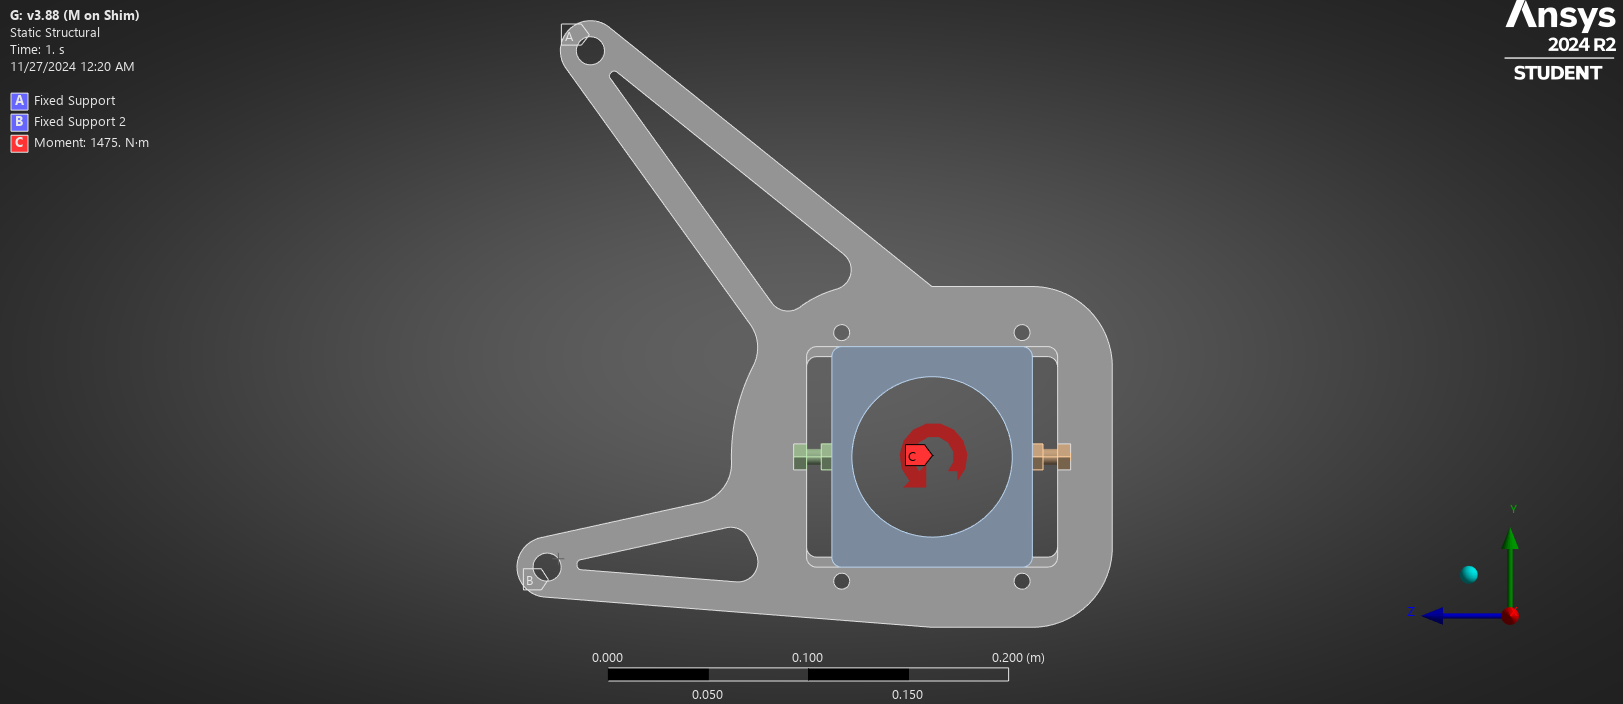 G: v3.88 (M on Shim)
Static Structural
Time: 1. s
11/27/2024 12:20 AM
A Fixed Support
B Fixed Support 2
C Moment: 1475. N·m
Ansys
2024 R2
STUDENT
A
C
B
Y
Z
0.000 0.100 0.200 (m)
0.050 0.150